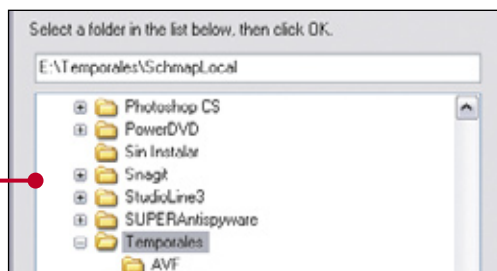 Select a folder in the list below, then click OK.
E:\Temporales\SchmapLocal
Photoshop CS
PowerDVD
Sin Instalar
Snagit
StudioLine3
SUPERAntispyware
Temporales
AVF